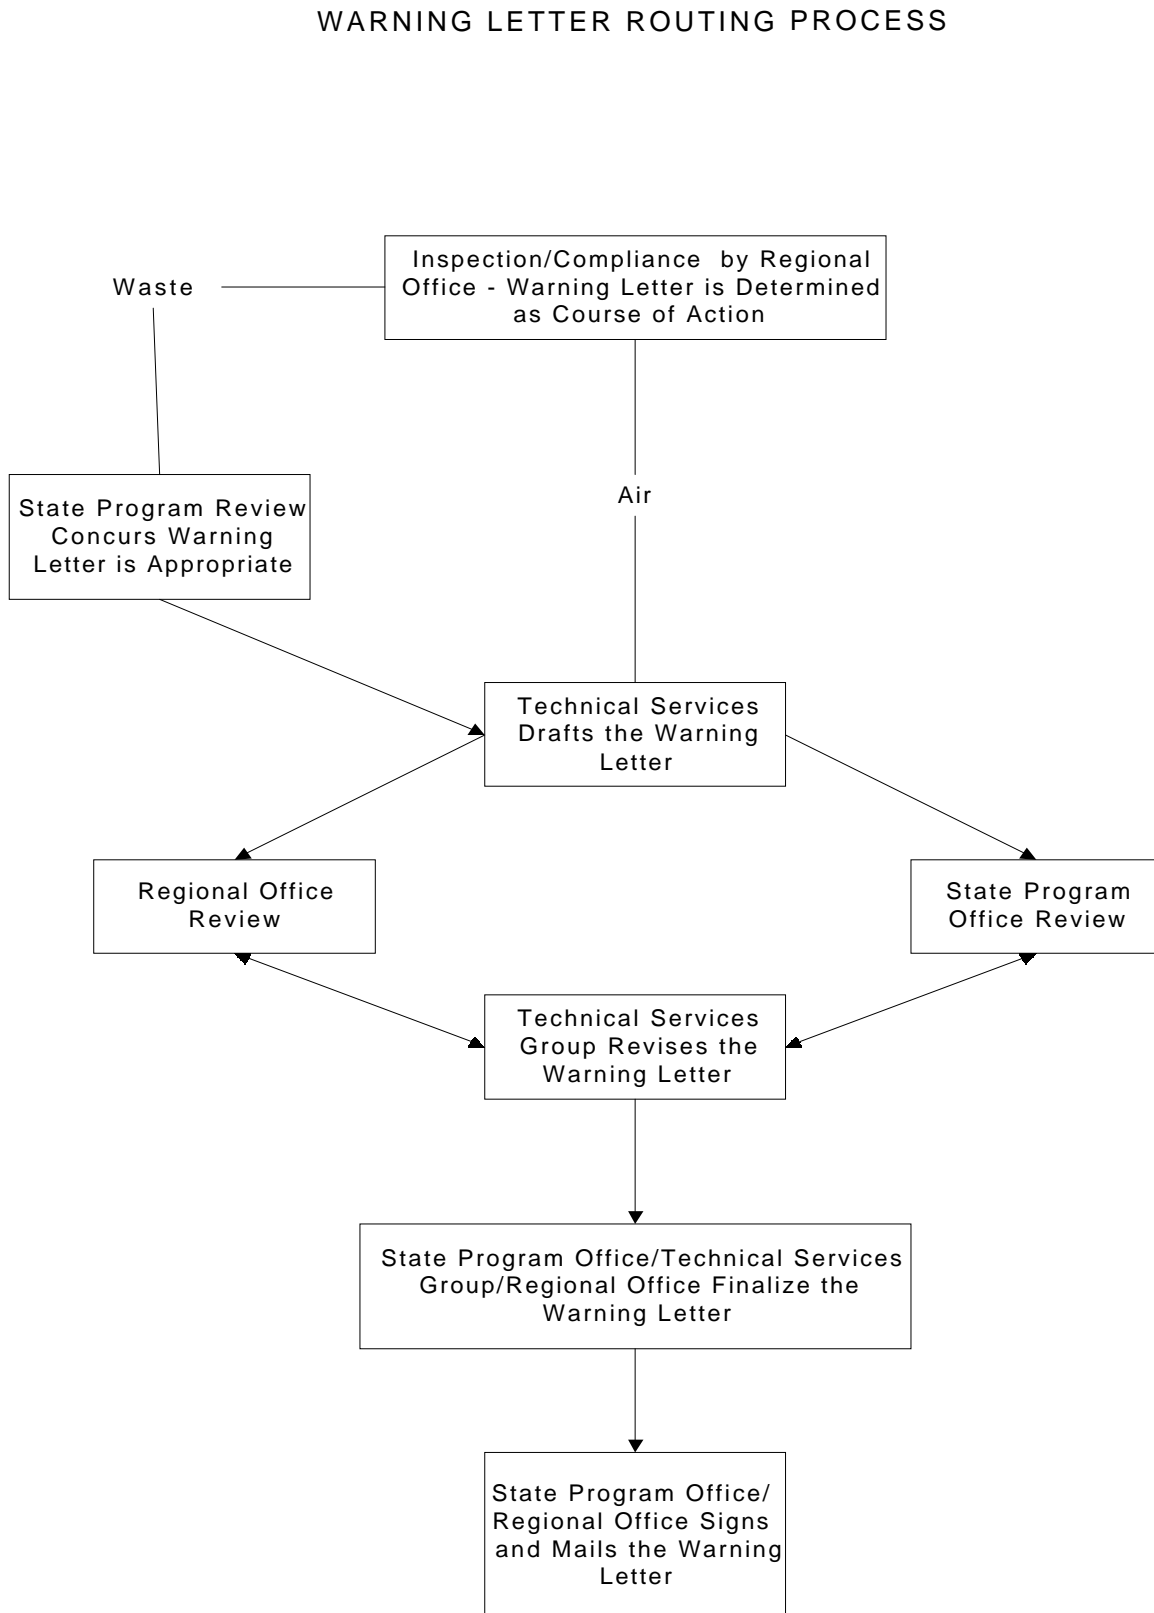 WARNING LETTER ROUTING PROCESS
Inspection/Compliance by Regional
Office - Warning Letter is Determined
as Course of Action
Waste
State Program Review
Concurs Warning
Letter is Appropriate
Air
Technical Services
Drafts the Warning
Letter
Regional Office
Review
State Program
Office Review
Technical Services
Group Revises the
Warning Letter
State Program Office/Technical Services
Group/Regional Office Finalize the
Warning Letter
State Program Office/
Regional Office Signs
and Mails the Warning
Letter